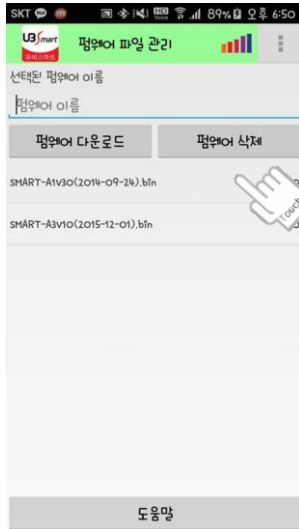 SKT 89% 오후 6:50
U3Smart
유비스마트
펌웨어 파일 관리
선택된 펌웨어 이름
펌웨어 이름
펌웨어 다운로드
펌웨어 삭제
SMART-A1V30(2014-09-24).bin
Touch
SMART-A3V10(2015-12-01).bin
도움말